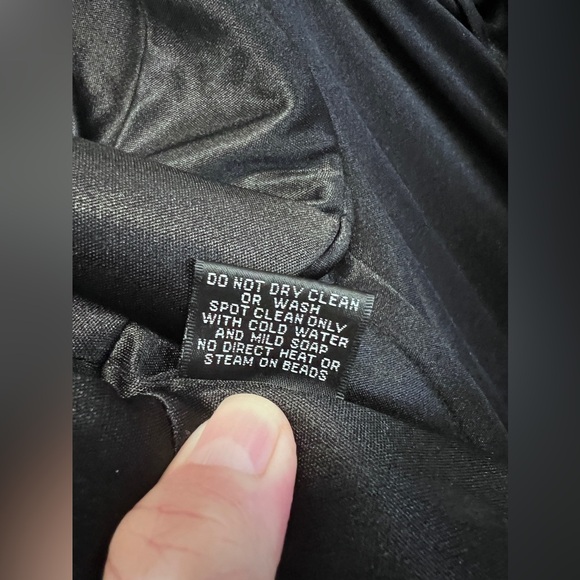 DO NOT DRY CLEAN
OR WASH
SPOT CLEAN ONLY
WITH COLD WATER
AND MILD SOAP
NO DIRECT HEAT OR
STEAM ON BEADS